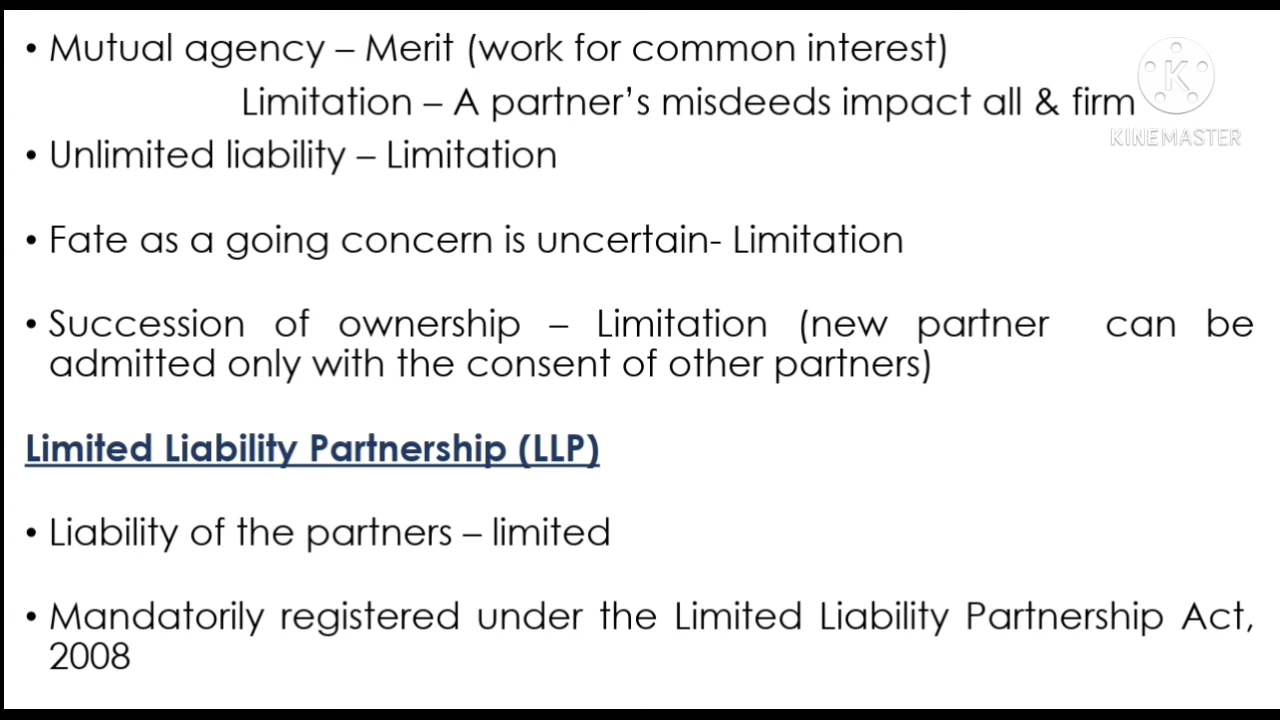 • Mutual agency – Merit (work for common interest)
Limitation – A partner’s misdeeds impact all & firm
K
KINEMASTER
• Unlimited liability – Limitation
• Fate as a going concern is uncertain- Limitation
• Succession of ownership – Limitation (new partner can be
admitted only with the consent of other partners)
Limited Liability Partnership (LLP)
• Liability of the partners – limited
• Mandatorily registered under the Limited Liability Partnership Act,
2008